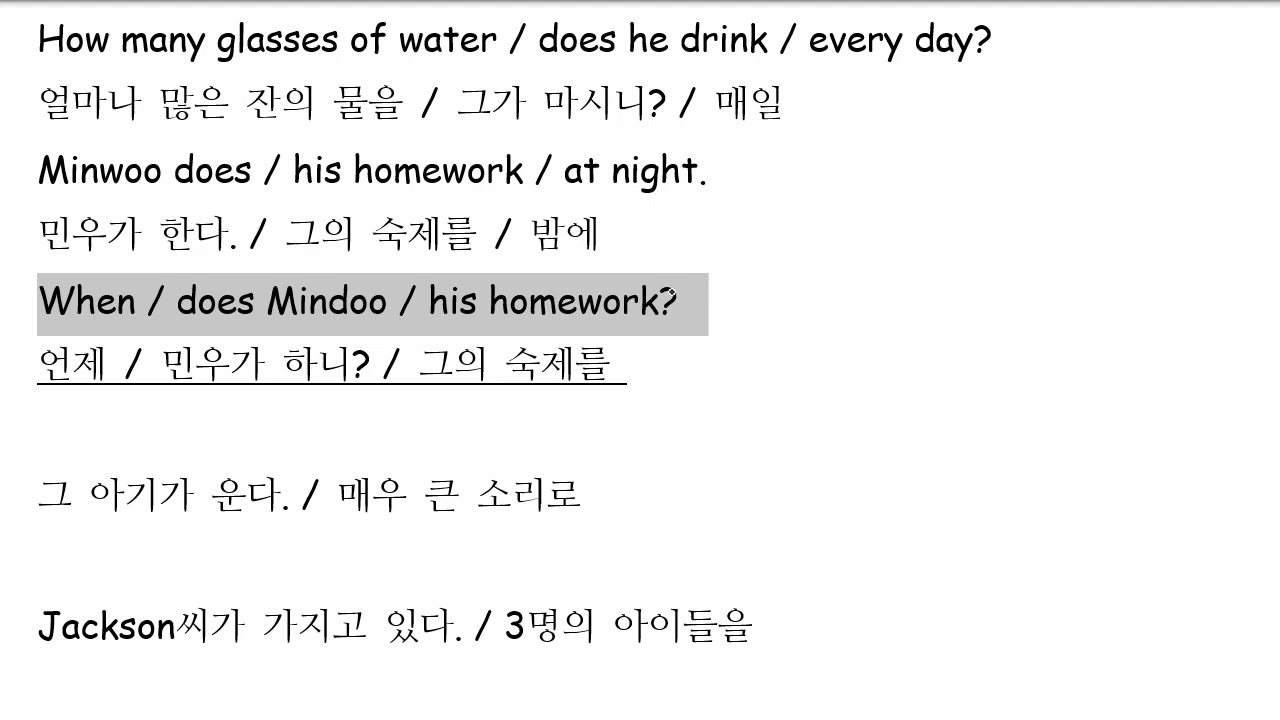 How many glasses of water / does he drink / every day?
얼마나 많은 잔의 물을 / 그가 마시니? / 매일
Minwoo does / his homework / at night.
민우가 한다. / 그의 숙제를 / 밤에
When / does Mindoo / his homework?
언제 / 민우가 하니? / 그의 숙제를
그 아기가 운다. / 매우 큰 소리로
Jackson씨가 가지고 있다. / 3명의 아이들을